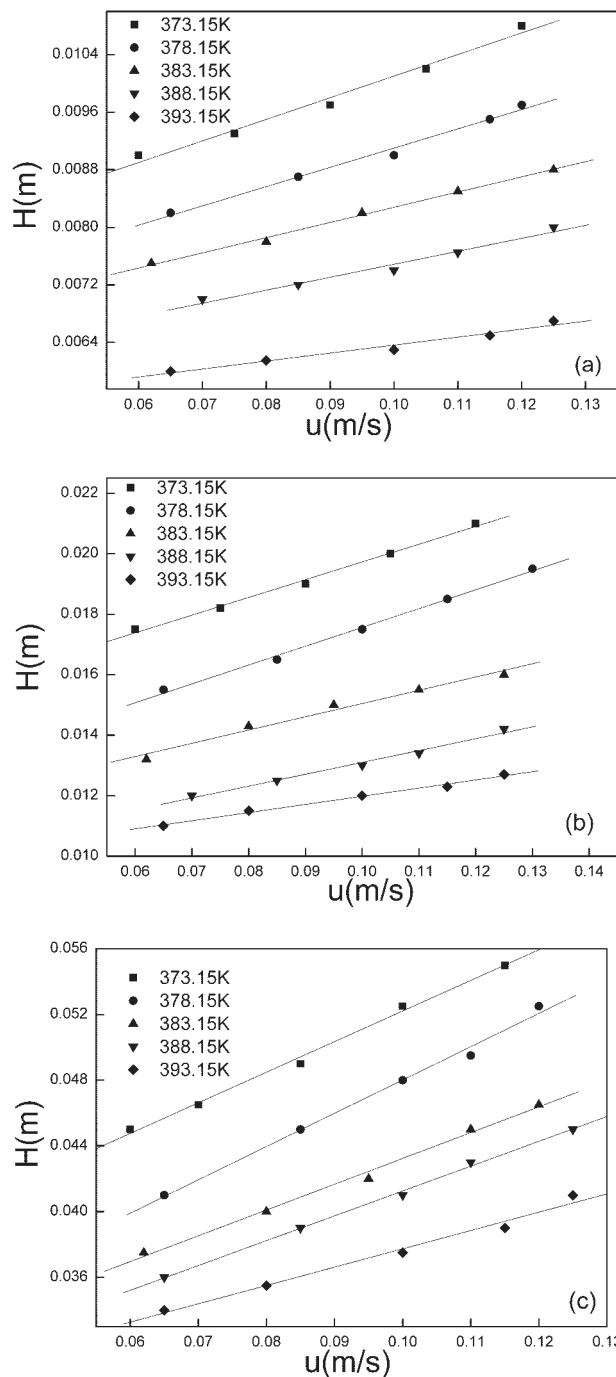 0.0104
0.0096
0.0088
0.0080
0.0072
0.0064
H(m)
373.15K
378.15K
383.15K
388.15K
393.15K
(a)
0.06 0.07 0.08 0.09 0.10 0.11 0.12 0.13
u(m/s)
0.022
0.020
0.018
0.016
0.014
0.012
0.010
H(m)
373.15K
378.15K
383.15K
388.15K
393.15K
(b)
0.06 0.07 0.08 0.09 0.10 0.11 0.12 0.13 0.14
u(m/s)
0.056
0.052
0.048
0.044
0.040
0.036
H(m)
373.15K
378.15K
383.15K
388.15K
393.15K
(c)
0.06 0.07 0.08 0.09 0.10 0.11 0.12 0.13
u(m/s)